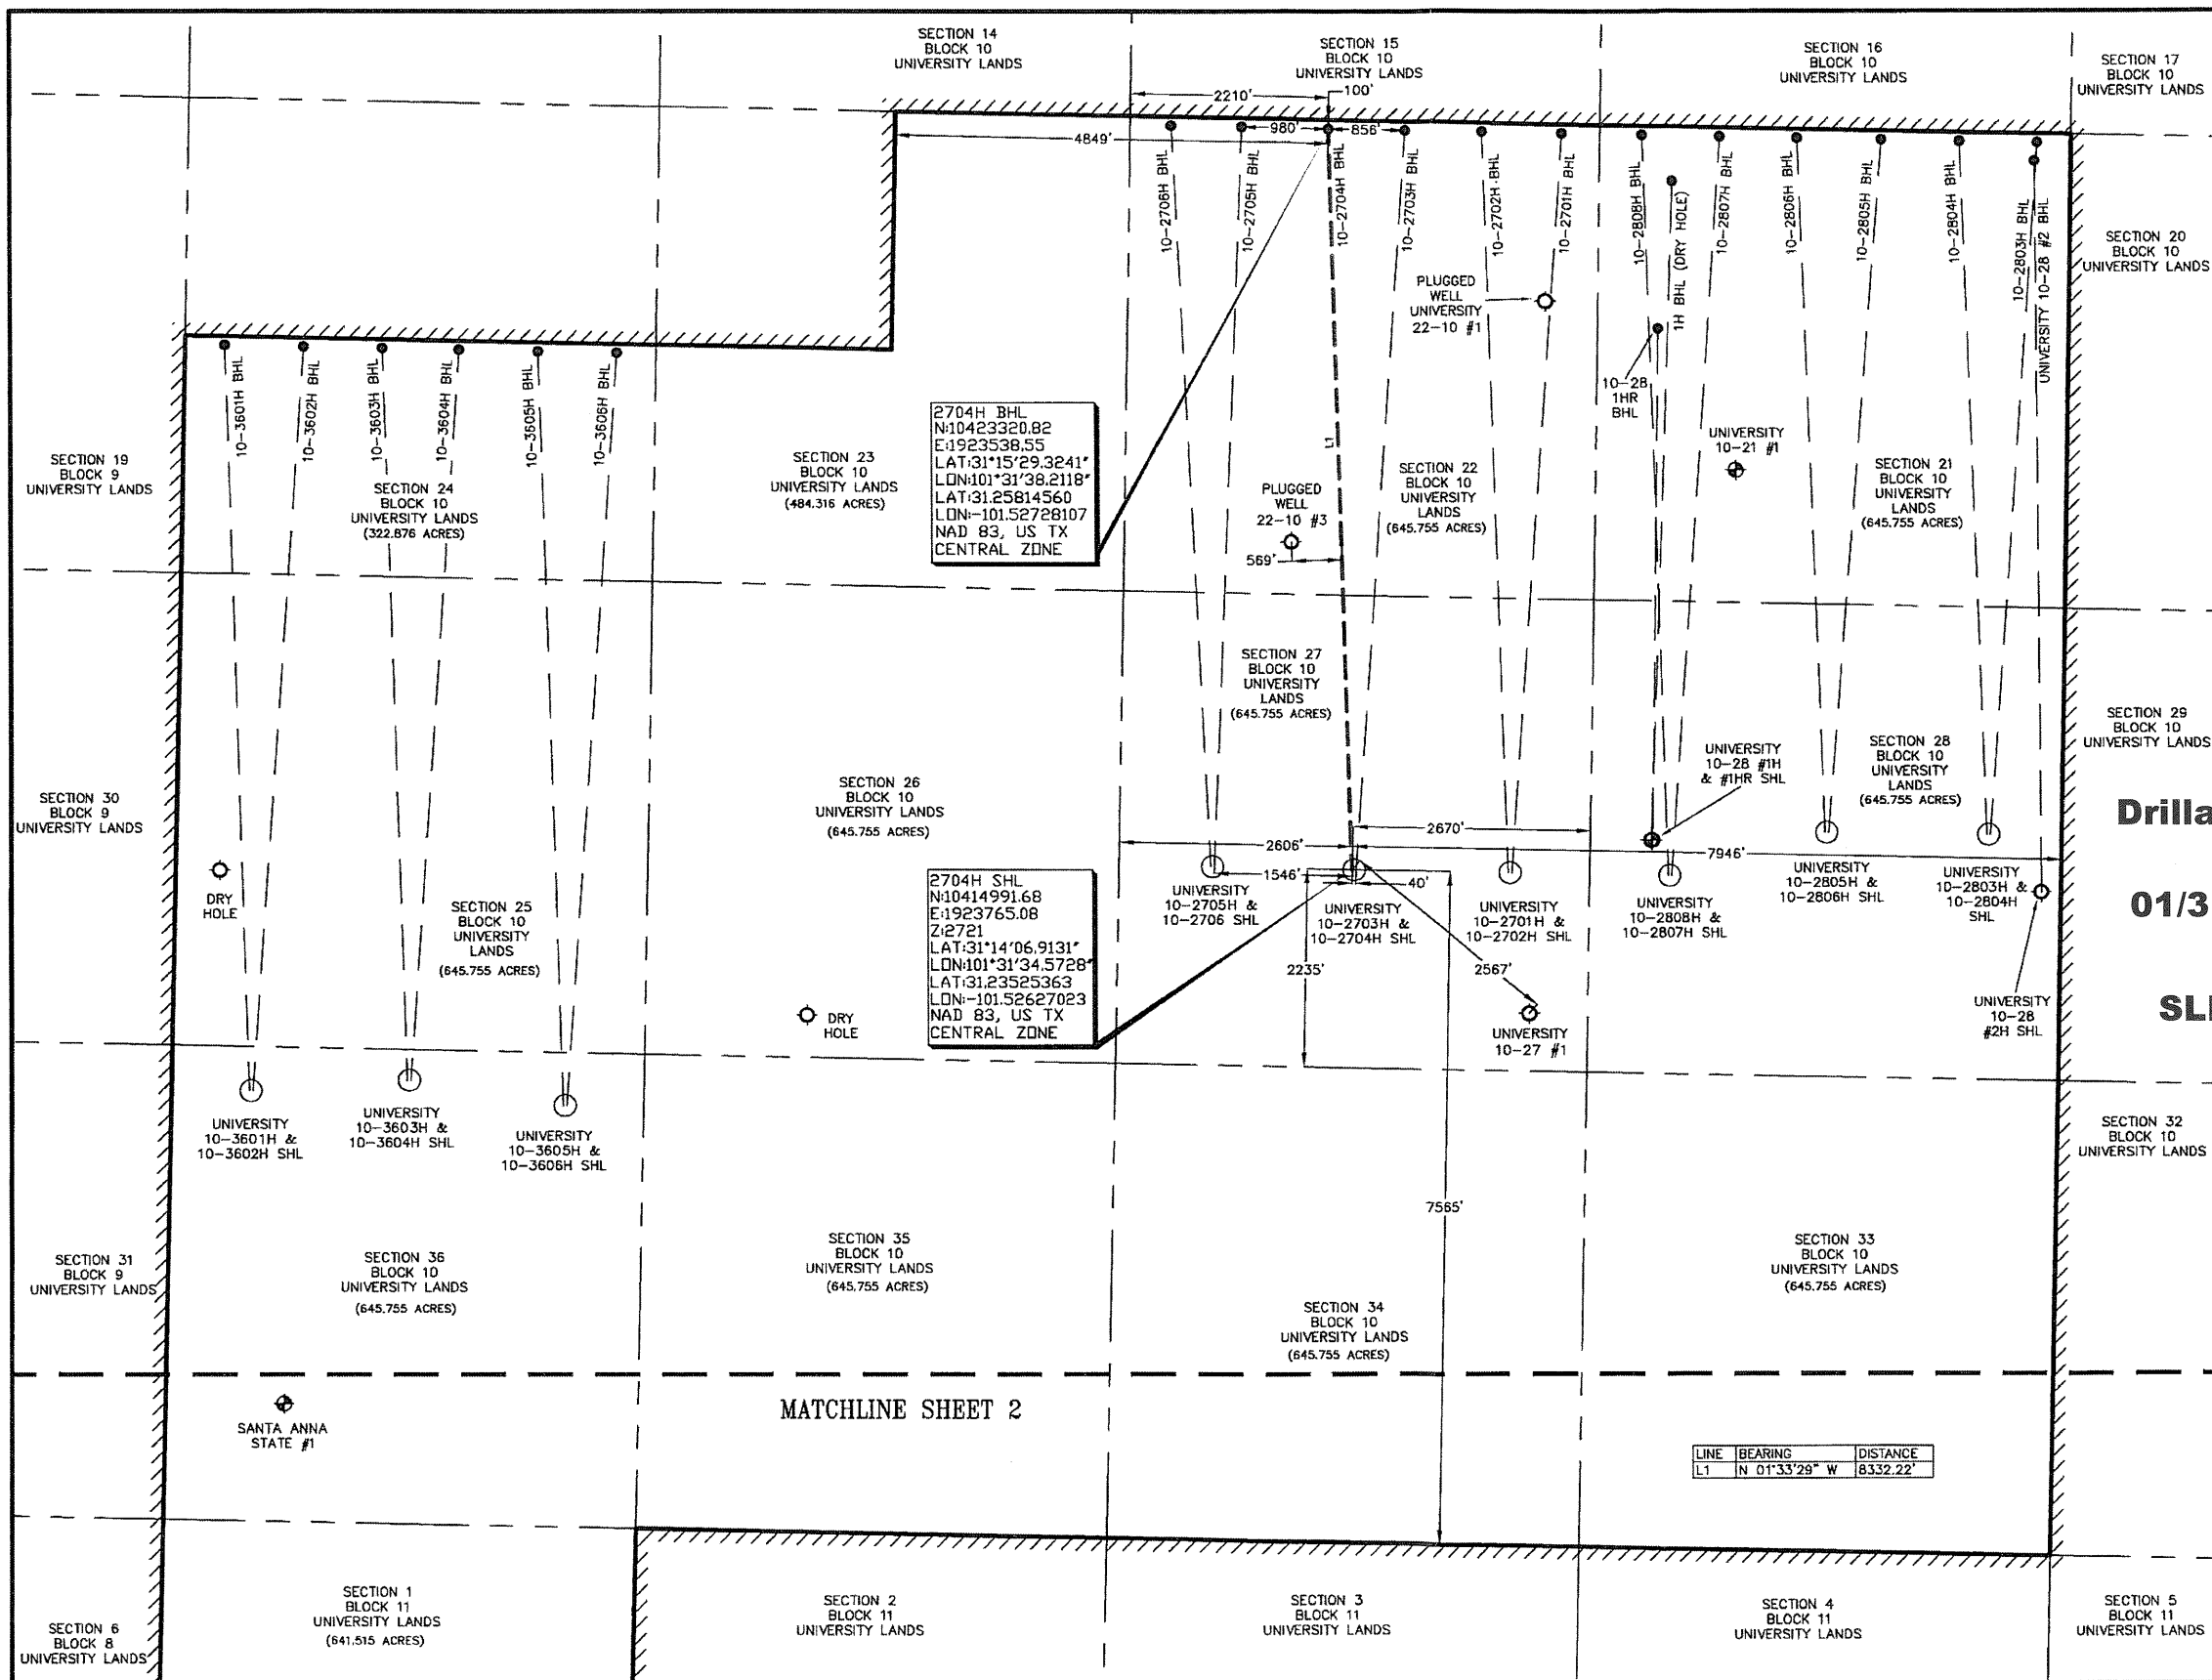 SECTION 14
BLOCK 10
UNIVERSITY LANDS
SECTION 15
BLOCK 10
UNIVERSITY LANDS
SECTION 16
BLOCK 10
UNIVERSITY LANDS
SECTION 17
BLOCK 10
UNIVERSITY LANDS
2210'
100'
4849'
980'
856'
10-2706H BHL
10-2705H BHL
10-2704H BHL
10-2703H BHL
10-2702H BHL
10-2701H BHL
10-2808H BHL
1H BHL (DRY HOLE)
10-2807H BHL
10-2806H BHL
10-2805H BHL
10-2804H BHL
10-2803H BHL
UNIVERSITY 10-28 #2 BHL
SECTION 20
BLOCK 10
UNIVERSITY LANDS
PLUGGED
WELL
UNIVERSITY
22-10 #1
10-28
1HR
BHL
UNIVERSITY
10-21 #1
10-3601H BHL
10-3602H BHL
10-3603H BHL
10-3604H BHL
10-3605H BHL
10-3606H BHL
2704H BHL
N:10423320.82
E:1923538.55
LAT:31°15'29.3241"
LON:101°31'38.2118"
LAT:31.25814560
LON:-101.52728107
NAD 83, US TX
CENTRAL ZONE
L1
SECTION 19
BLOCK 9
UNIVERSITY LANDS
SECTION 24
BLOCK 10
UNIVERSITY LANDS
(322.876 ACRES)
SECTION 23
BLOCK 10
UNIVERSITY LANDS
(484.316 ACRES)
SECTION 22
BLOCK 10
UNIVERSITY
LANDS
(645.755 ACRES)
SECTION 21
BLOCK 10
UNIVERSITY
LANDS
(645.755 ACRES)
PLUGGED
WELL
22-10 #3
569'
SECTION 27
BLOCK 10
UNIVERSITY
LANDS
(645.755 ACRES)
SECTION 29
BLOCK 10
UNIVERSITY LANDS
UNIVERSITY
10-28 #1H
& #1HR SHL
SECTION 28
BLOCK 10
UNIVERSITY
LANDS
(645.755 ACRES)
SECTION 30
BLOCK 9
UNIVERSITY LANDS
SECTION 26
BLOCK 10
UNIVERSITY LANDS
(645.755 ACRES)
Drilla
01/3
2670'
2606'
7946'
1546'
40'
DRY
HOLE
2704H SHL
N:10414991.68
E:1923765.08
Z:2721
LAT:31°14'06.9131"
LON:101°31'34.5728"
LAT:31.23525363
LON:-101.52627023
NAD 83, US TX
CENTRAL ZONE
UNIVERSITY
10-2705H &
10-2706 SHL
UNIVERSITY
10-2703H &
10-2704H SHL
UNIVERSITY
10-2701H &
10-2702H SHL
UNIVERSITY
10-2808H &
10-2807H SHL
UNIVERSITY
10-2805H &
10-2806H SHL
UNIVERSITY
10-2803H &
10-2804H
SHL
SECTION 25
BLOCK 10
UNIVERSITY
LANDS
(645.755 ACRES)
2235'
2567'
UNIVERSITY
10-28
#2H SHL
DRY
HOLE
UNIVERSITY
10-27 #1
UNIVERSITY
10-3601H &
10-3602H SHL
UNIVERSITY
10-3603H &
10-3604H SHL
UNIVERSITY
10-3605H &
10-3606H SHL
SECTION 32
BLOCK 10
UNIVERSITY LANDS
7565'
SECTION 31
BLOCK 9
UNIVERSITY LANDS
SECTION 36
BLOCK 10
UNIVERSITY LANDS
(645.755 ACRES)
SECTION 35
BLOCK 10
UNIVERSITY LANDS
(645.755 ACRES)
SECTION 34
BLOCK 10
UNIVERSITY LANDS
(645.755 ACRES)
SECTION 33
BLOCK 10
UNIVERSITY LANDS
(645.755 ACRES)
SANTA ANNA
STATE #1
MATCHLINE SHEET 2
LINE BEARING DISTANCE
L1 N 01°33'29" W 8332.22'
SECTION 6
BLOCK 8
UNIVERSITY LANDS
SECTION 1
BLOCK 11
UNIVERSITY LANDS
(641.515 ACRES)
SECTION 2
BLOCK 11
UNIVERSITY LANDS
SECTION 3
BLOCK 11
UNIVERSITY LANDS
SECTION 4
BLOCK 11
UNIVERSITY LANDS
SECTION 5
BLOCK 11
UNIVERSITY LANDS